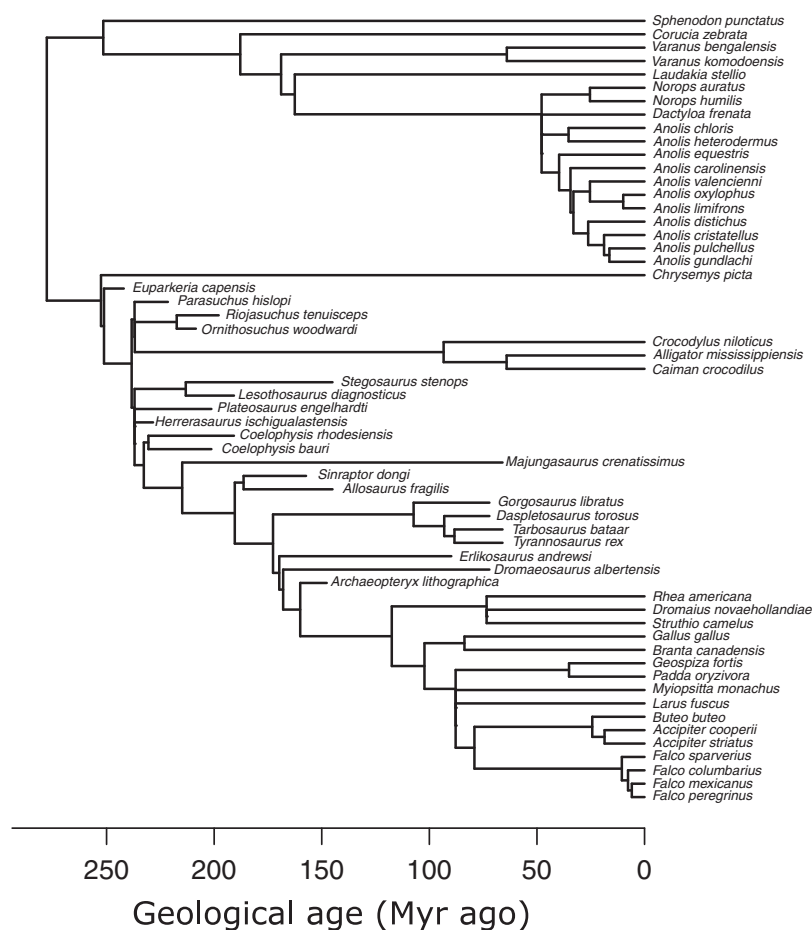 Sphenodon punctatus
Corucia zebrata
Varanus bengalensis
Varanus komodoensis
Laudakia stellio
Norops auratus
Norops humilis
Dactyloa frenata
Anolis chloris
Anolis heterodermus
Anolis equestris
Anolis carolinensis
Anolis valencienni
Anolis oxylophus
Anolis limifrons
Anolis distichus
Anolis cristatellus
Anolis pulchellus
Anolis gundlachi
Chrysemys picta
Euparkeria capensis
Parasuchus hislopi
Riojasuchus tenuisceps
Ornithosuchus woodwardi
Crocodylus niloticus
Alligator mississippiensis
Caiman crocodilus
Stegosaurus stenops
Lesothosaurus diagnosticus
Plateosaurus engelhardti
Herrerasaurus ischigualastensis
Coelophysis rhodesiensis
Coelophysis bauri
Majungasaurus crenatissimus
Sinraptor dongi
Allosaurus fragilis
Gorgosaurus libratus
Daspletosaurus torosus
Tarbosaurus bataar
Tyrannosaurus rex
Erlikosaurus andrewsi
Dromaeosaurus albertensis
Archaeopteryx lithographica
Rhea americana
Dromaius novaehollandiae
Struthio camelus
Gallus gallus
Branta canadensis
Geospiza fortis
Padda oryzivora
Myiopsitta monachus
Larus fuscus
Buteo buteo
Accipiter cooperii
Accipiter striatus
Falco sparverius
Falco columbarius
Falco mexicanus
Falco peregrinus
250 200 150 100 50 0
Geological age (Myr ago)